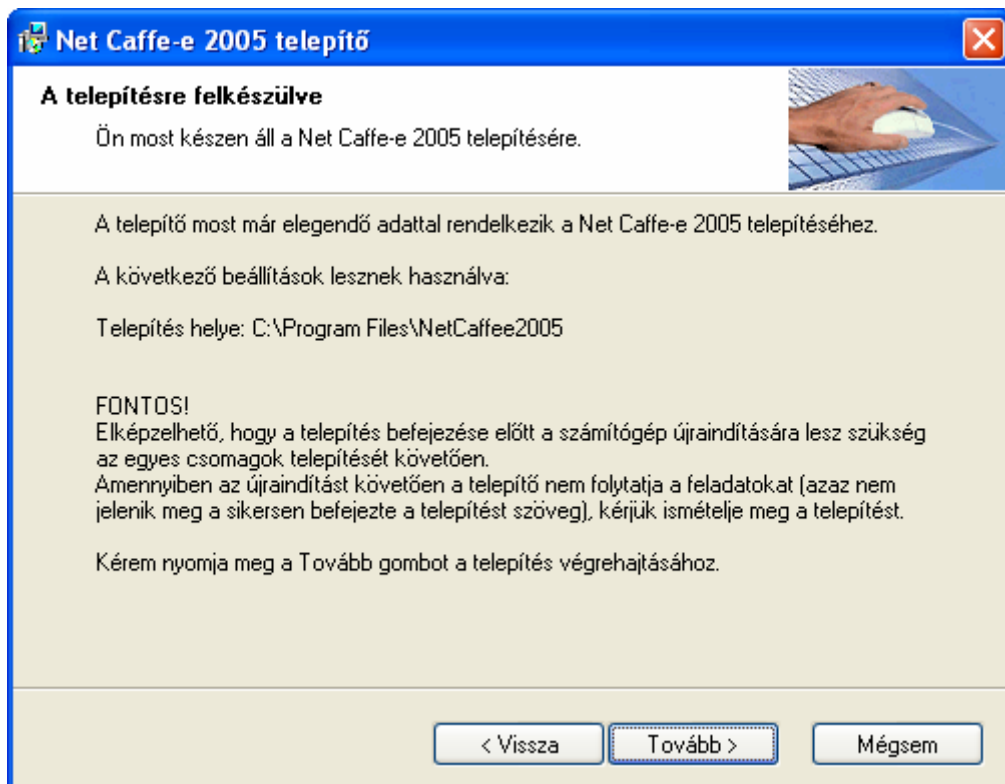 Net Caffe-e 2005 telepítő
A telepítésre felkészülve
Ön most készen áll a Net Caffe-e 2005 telepítésére.
A telepítő most már elegendő adattal rendelkezik a Net Caffe-e 2005 telepítéséhez.
A következő beállítások lesznek használva:
Telepítés helye: C:\Program Files\NetCaffee2005
FONTOS!
Elképzelhető, hogy a telepítés befejezése előtt a számítógép újraindítására lesz szükség
az egyes csomagok telepítését követően.
Amennyiben az újraindítást követően a telepítő nem folytatja a feladatokat (azaz nem
jelenik meg a sikersen befejezte a telepítést szöveg), kérjük ismételje meg a telepítést.
Kérem nyomja meg a Tovább gombot a telepítés végrehajtásához.
< Vissza Tovább > Mégsem